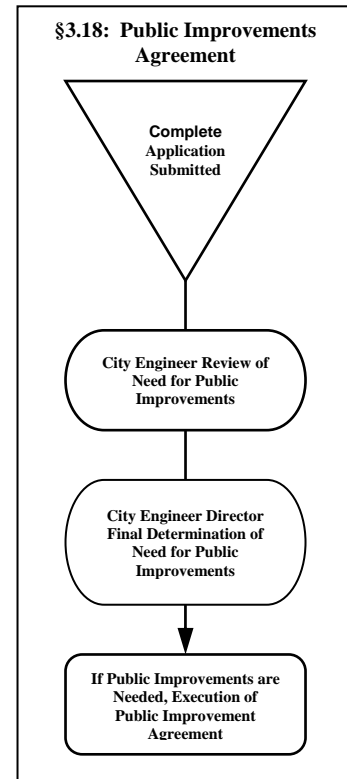 §3.18: Public Improvements
Agreement
Complete
Application
Submitted
City Engineer Review of
Need for Public
Improvements
City Engineer Director
Final Determination of
Need for Public
Improvements
If Public Improvements are
Needed, Execution of
Public Improvement
Agreement